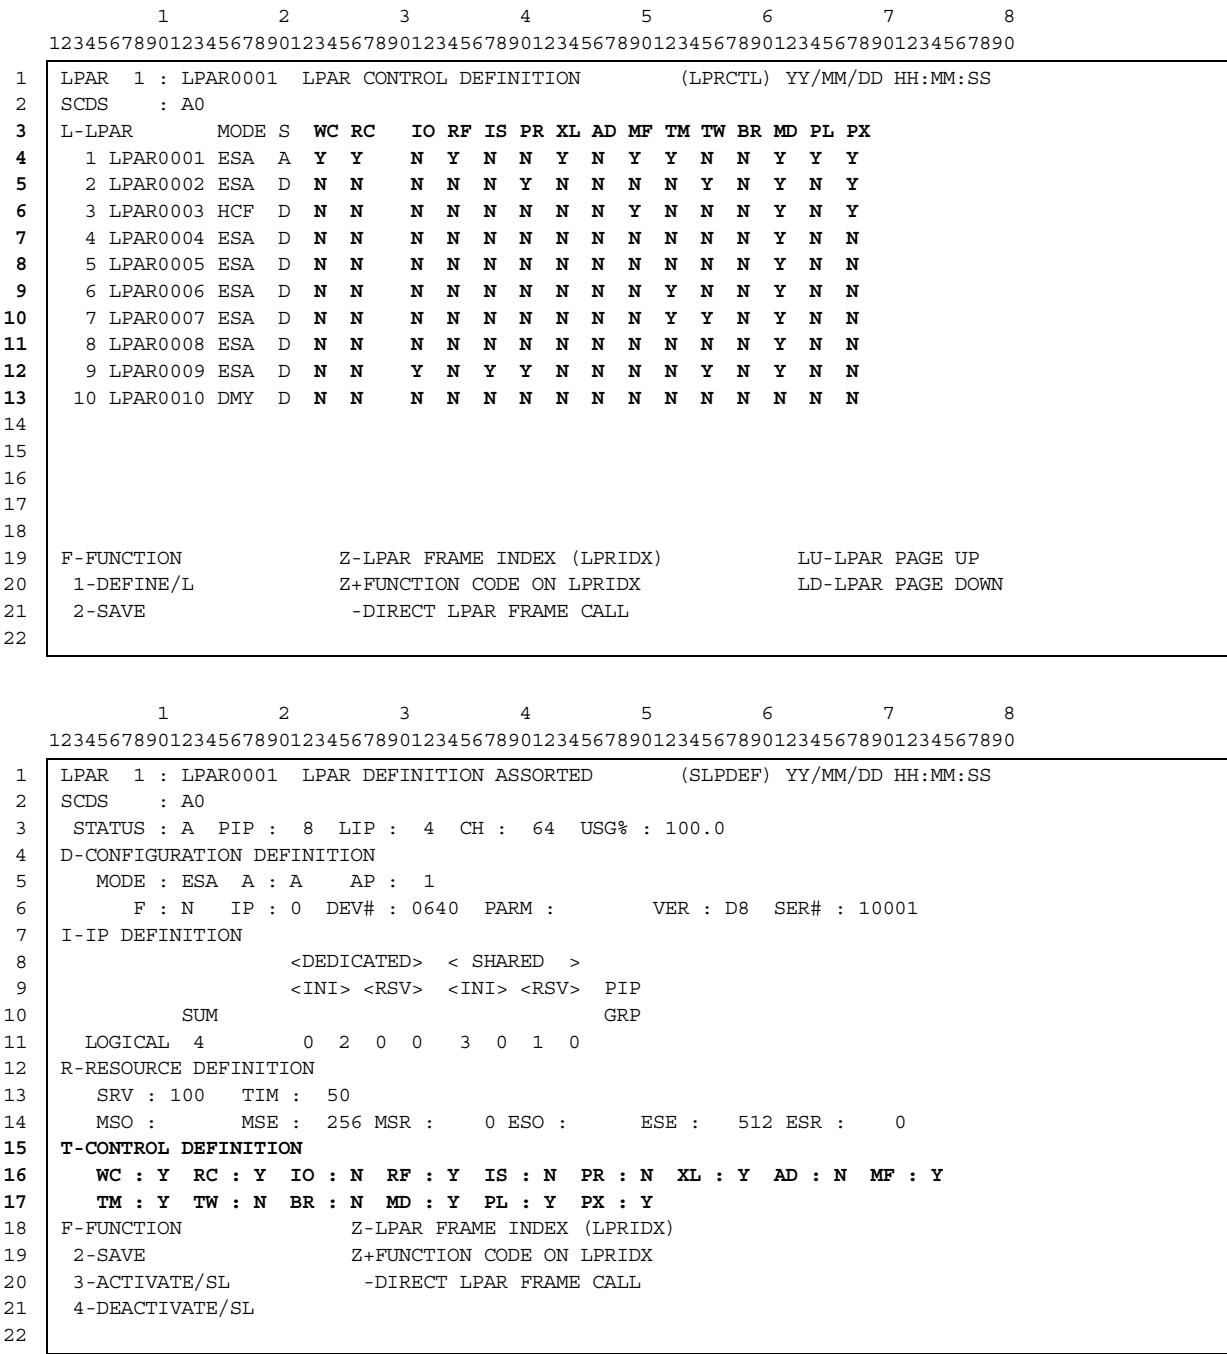 1         2         3         4         5         6         7         8
12345678901234567890123456789012345678901234567890123456789012345678901234567890
1 LPAR  1 : LPAR0001  LPAR CONTROL DEFINITION        (LPRCTL) YY/MM/DD HH:MM:SS
2 SCDS    : A0
3 L-LPAR       MODE S  WC RC   IO RF IS PR XL AD MF TM TW BR MD PL PX
4   1 LPAR0001 ESA  A  Y  Y    N  Y  N  N  Y  N  Y  Y  N  N  Y  Y  Y
5   2 LPAR0002 ESA  D  N  N    N  N  N  Y  N  N  N  N  Y  N  Y  N  Y
6   3 LPAR0003 HCF  D  N  N    N  N  N  N  N  N  Y  N  N  N  Y  N  Y
7   4 LPAR0004 ESA  D  N  N    N  N  N  N  N  N  N  N  N  N  Y  N  N
8   5 LPAR0005 ESA  D  N  N    N  N  N  N  N  N  N  N  N  N  Y  N  N
9   6 LPAR0006 ESA  D  N  N    N  N  N  N  N  N  N  Y  N  N  Y  N  N
10   7 LPAR0007 ESA  D  N  N    N  N  N  N  N  N  N  Y  Y  N  Y  N  N
11   8 LPAR0008 ESA  D  N  N    N  N  N  N  N  N  N  N  N  N  Y  N  N
12   9 LPAR0009 ESA  D  N  N    Y  N  Y  Y  N  N  N  N  Y  N  Y  N  N
13  10 LPAR0010 DMY  D  N  N    N  N  N  N  N  N  N  N  N  N  N  N  N
14
15
16
17
18
19 F-FUNCTION             Z-LPAR FRAME INDEX (LPRIDX)           LU-LPAR PAGE UP
20  1-DEFINE/L            Z+FUNCTION CODE ON LPRIDX             LD-LPAR PAGE DOWN
21  2-SAVE                 -DIRECT LPAR FRAME CALL
22
         1         2         3         4         5         6         7         8
12345678901234567890123456789012345678901234567890123456789012345678901234567890
1 LPAR  1 : LPAR0001  LPAR DEFINITION ASSORTED       (SLPDEF) YY/MM/DD HH:MM:SS
2 SCDS    : A0
3  STATUS : A  PIP :  8  LIP :  4  CH :  64  USG% : 100.0
4 D-CONFIGURATION DEFINITION
5    MODE : ESA  A : A    AP :  1
6       F : N   IP : 0  DEV# : 0640  PARM :        VER : D8  SER# : 10001
7 I-IP DEFINITION
8                    <DEDICATED>  < SHARED  >
9                    <INI> <RSV>  <INI> <RSV>  PIP
10           SUM                                GRP
11   LOGICAL  4        0  2  0  0   3  0  1  0
12 R-RESOURCE DEFINITION
13    SRV : 100   TIM :  50
14    MSO :       MSE :  256 MSR :    0 ESO :      ESE :   512 ESR :    0
15 T-CONTROL DEFINITION
16    WC : Y  RC : Y  IO : N  RF : Y  IS : N  PR : N  XL : Y  AD : N  MF : Y
17    TM : Y  TW : N  BR : N  MD : Y  PL : Y  PX : Y
18 F-FUNCTION              Z-LPAR FRAME INDEX (LPRIDX)
19  2-SAVE                 Z+FUNCTION CODE ON LPRIDX
20  3-ACTIVATE/SL           -DIRECT LPAR FRAME CALL
21  4-DEACTIVATE/SL
22